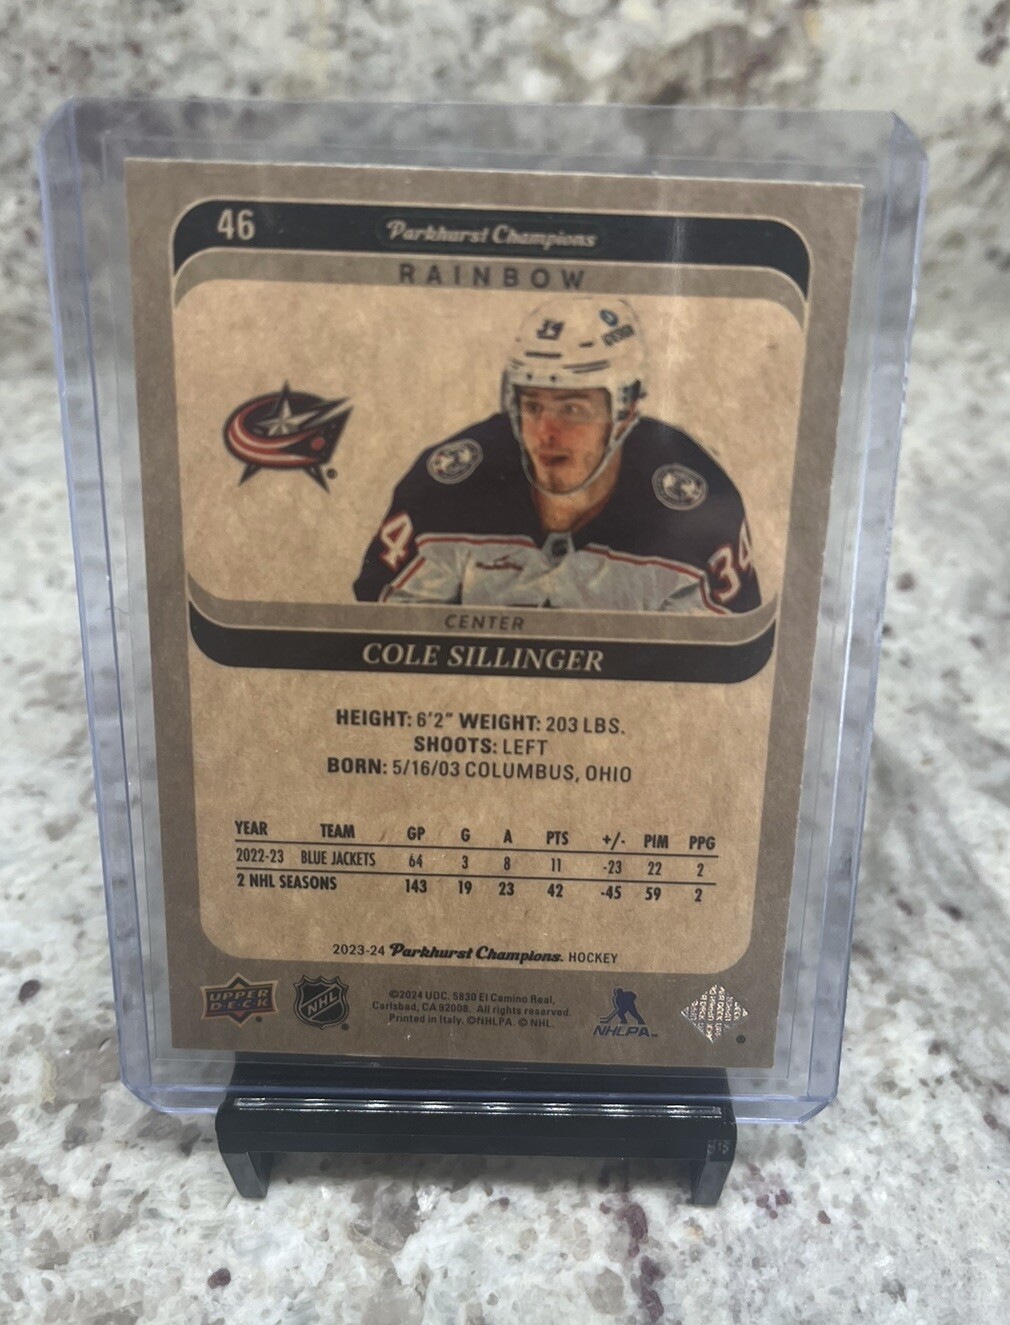 46
Parkhurst Champions
RAINBOW
CENTER
COLE SILLINGER
HEIGHT: 6'2" WEIGHT: 203 LBS.
SHOOTS: LEFT
BORN: 5/16/03 COLUMBUS, OHIO
YEAR TEAM GP G A PTS +/- PIM PPG
2022-23 BLUE JACKETS 64 3 8 11 -23 22 2
2 NHL SEASONS 143 19 23 42 -45 59 2
2023-24 Parkhurst Champions. HOCKEY
UPPER
DECK
NHL
©2024 UDC. 5830 El Camino Real,
Carlsbad, CA 92008. All rights reserved.
Printed in Italy. ©NHLPA. © NHL.
NHLPA™
4
34